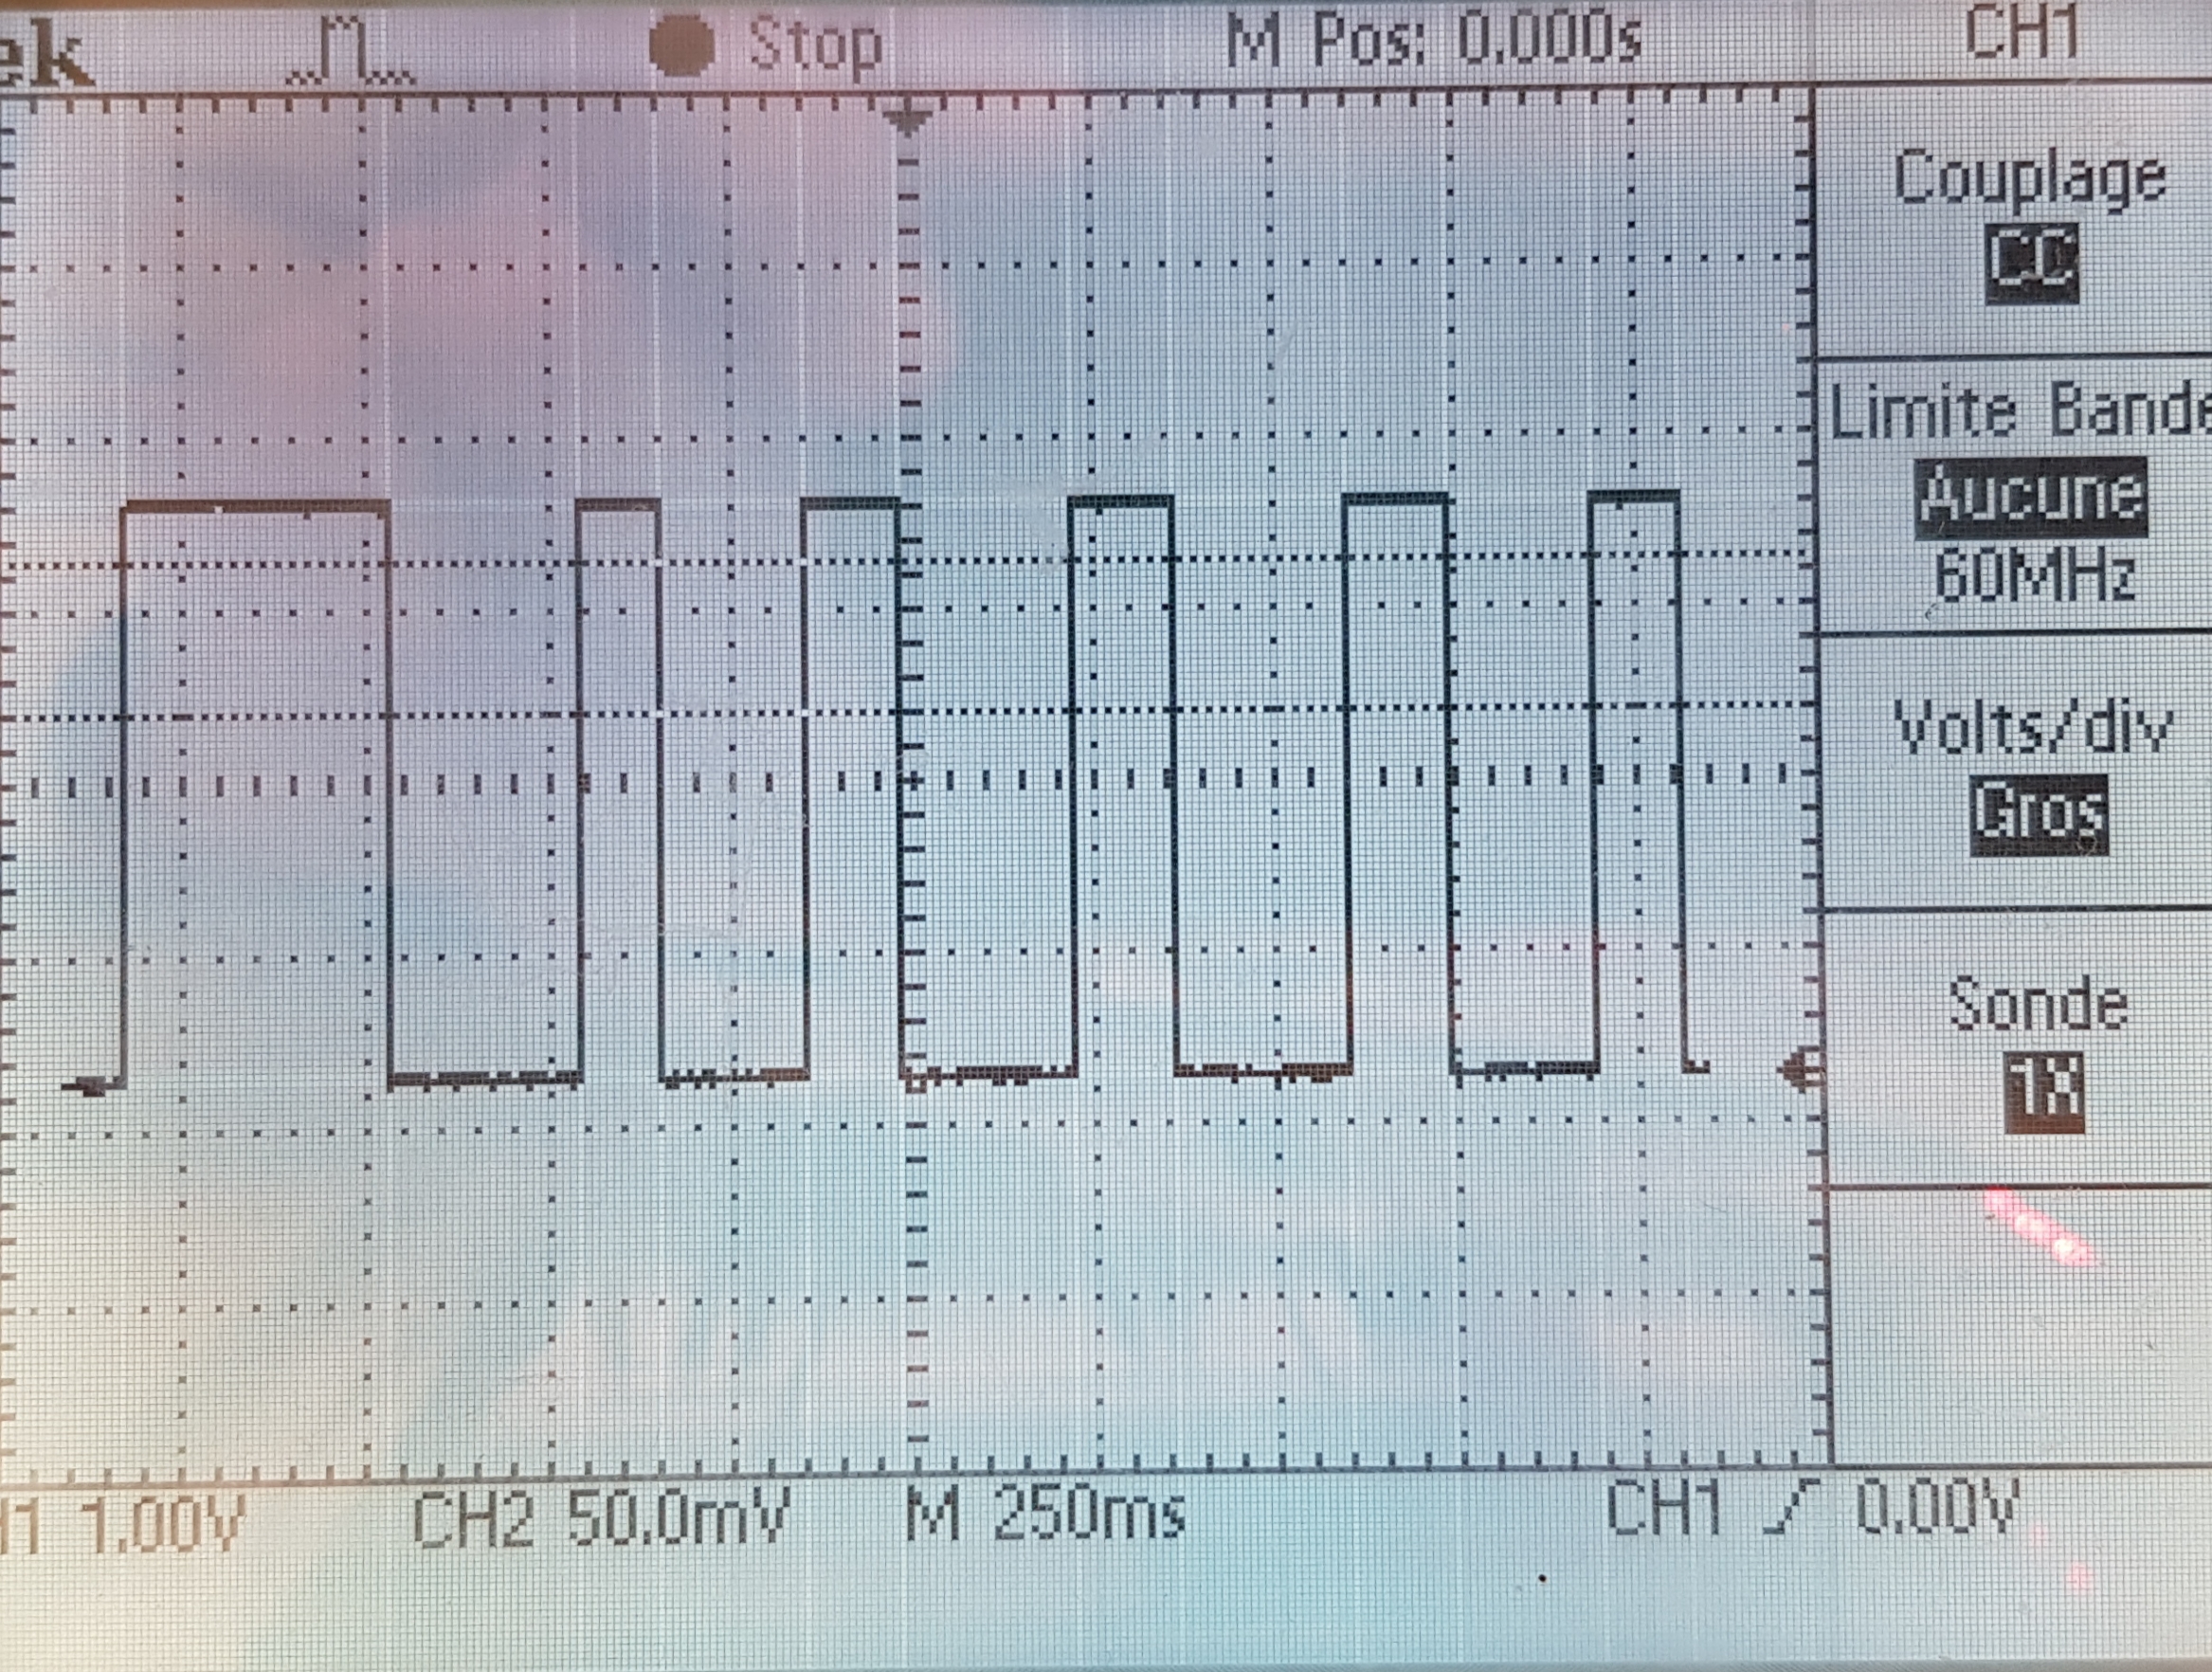 ek Stop M Pos: 0.000s CH1
Couplage
CC
Limite Bande
Aucune
60MHz
Volts/div
Gros
Sonde
1X
H1 1.00V CH2 50.0mV M 250ms CH1 0.00V